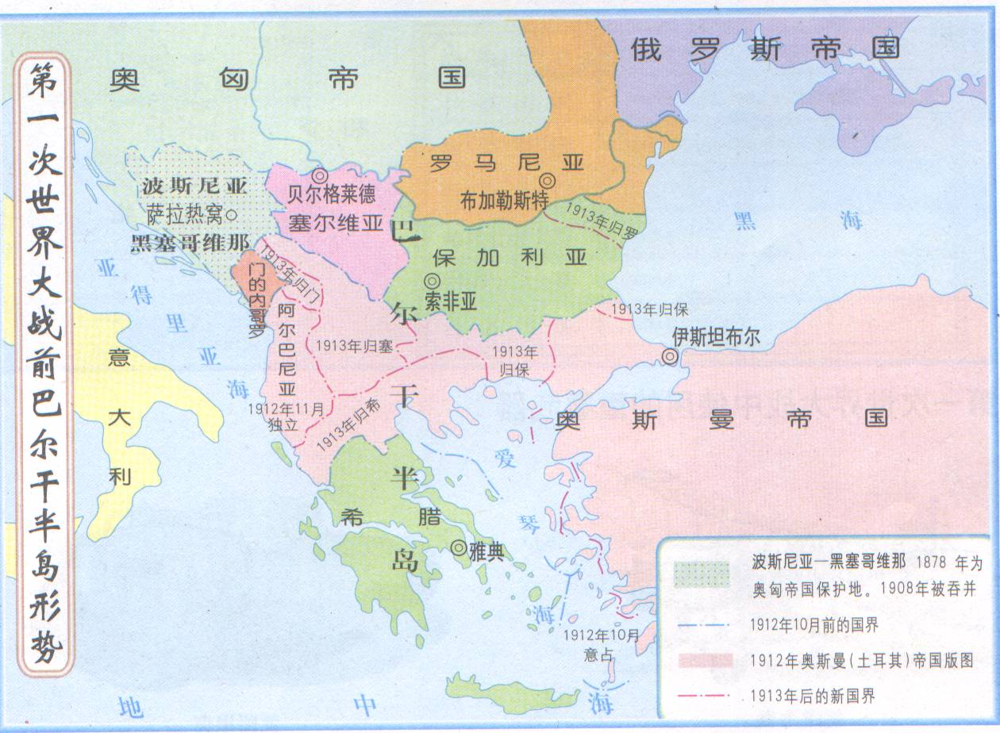 第一次世界大战前巴尔干半岛形势
奥匈帝国
俄罗斯帝国
波斯尼亚
萨拉热窝
黑塞哥维那
贝尔格莱德
塞尔维亚
罗马尼亚
布加勒斯特
1913年归罗
黑海
巴尔干半岛
保加利亚
索非亚
门的内哥罗
1913年归门
亚得里亚海
阿尔巴尼亚
1912年11月
独立
1913年归塞
1913年归希
1913年
归保
1913年归保
伊斯坦布尔
意大利
奥斯曼帝国
爱琴海
希腊
雅典
1912年10月
意占
地中海
波斯尼亚—黑塞哥维那 1878 年为
奥匈帝国保护地。1908年被吞并
1912年10月前的国界
1912年奥斯曼(土耳其)帝国版图
1913年后的新国界